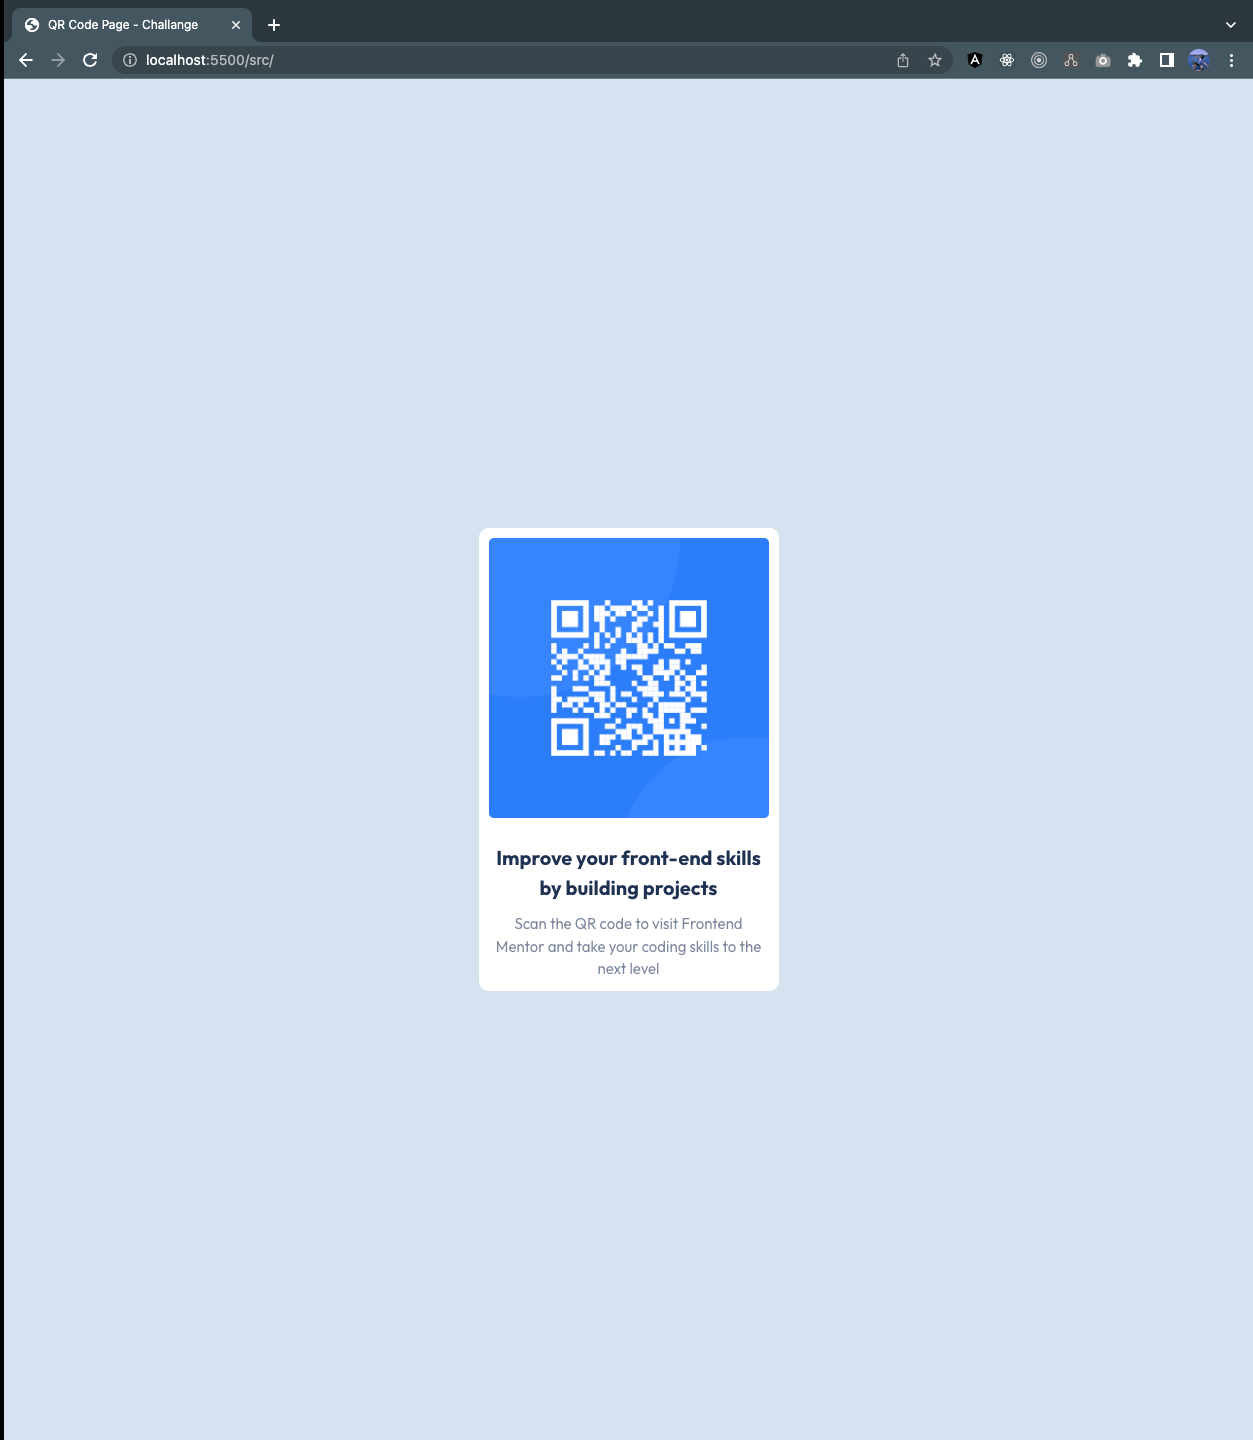 QR Code Page - Challange
localhost:5500/src/
Improve your front-end skills
by building projects
Scan the QR code to visit Frontend
Mentor and take your coding skills to the
next level